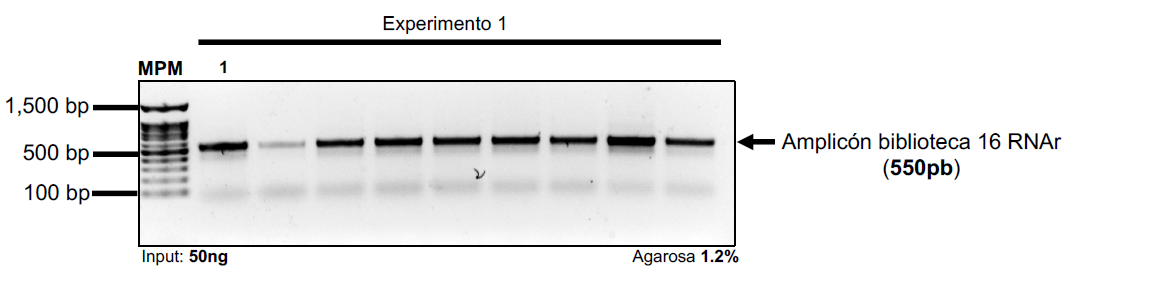 Experimento 1
MPM 1
1,500 bp
500 bp
100 bp
Amplicón biblioteca 16 RNAr
(550pb)
Input: 50ng
Agarosa 1.2%